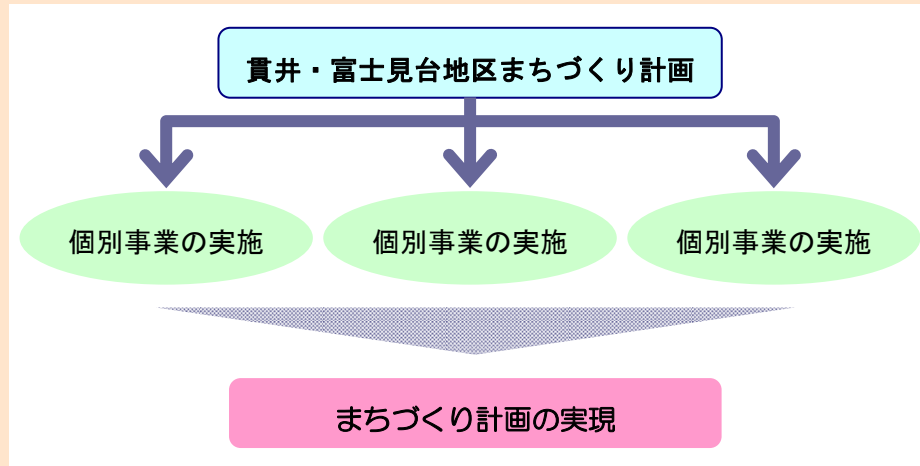 貫井・富士見台地区まちづくり計画
個別事業の実施
個別事業の実施
個別事業の実施
まちづくり計画の実現